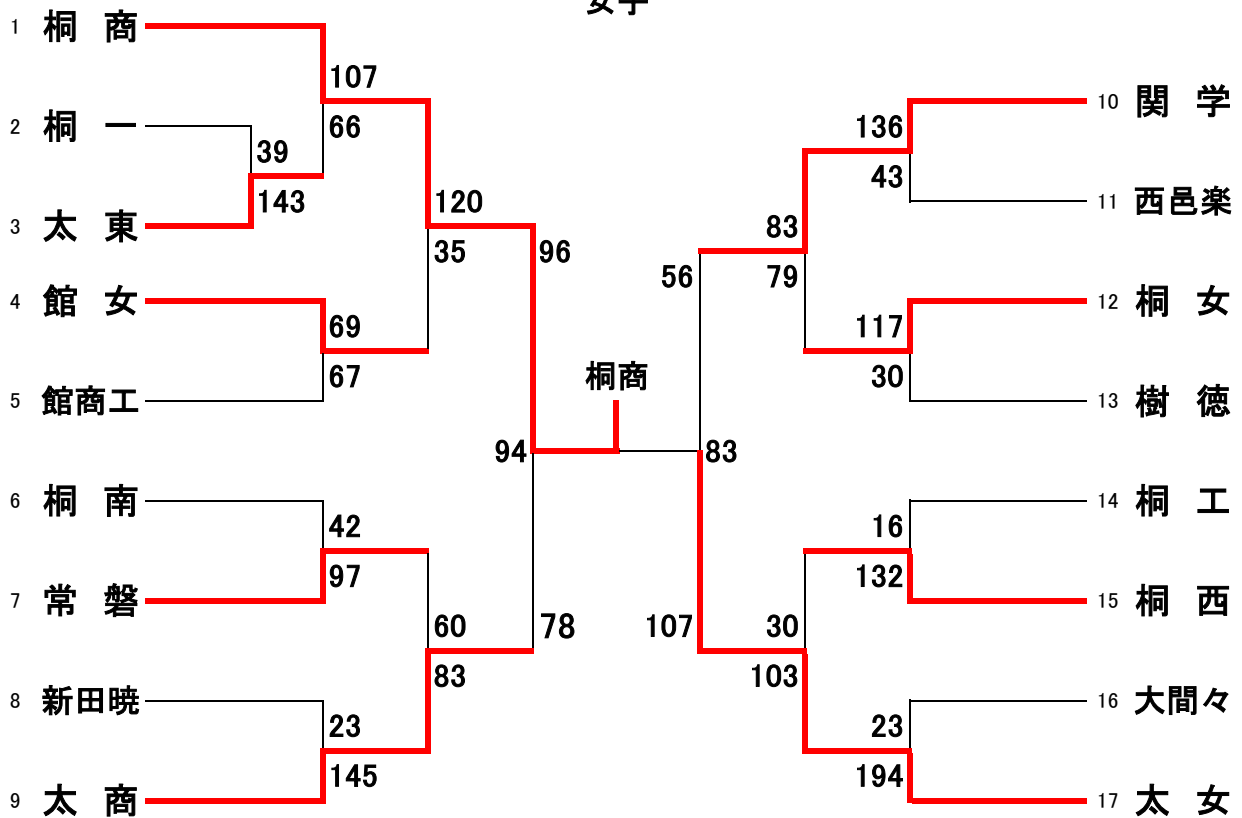 女子
1 桐 商
107
2 桐 一
66
39
143
3 太 東
120
35
96
4 館 女
69
67
5 館商工
桐商
94
6 桐 南
42
97
7 常 磐
60
83
78
8 新田暁
23
145
9 太 商
10 関 学
136
43
11 西邑楽
83
79
56
12 桐 女
117
30
13 樹 徳
83
14 桐 工
16
132
15 桐 西
107
30
103
16 大間々
23
194
17 太 女